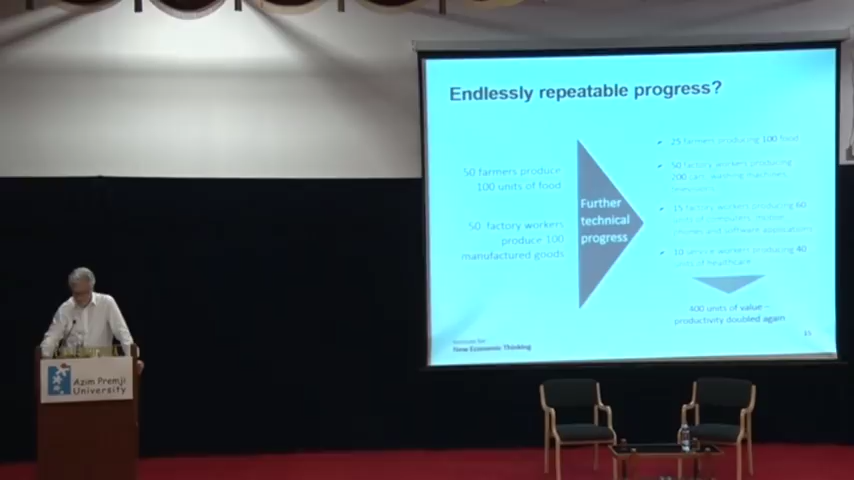 Endlessly repeatable progress?
50 farmers produce
100 units of food
50 factory workers
produce 100
manufactured goods
Further
technical
progress
25 farmers producing 100 food
50 factory workers producing
200 cars, washing machines,
15 factory workers producing 60
units of computers, mobile
phones and software applications
10 service workers producing 40
units of healthcare
400 units of value –
productivity doubled again
15
Institute for
New Economic Thinking
Azim Premji
University